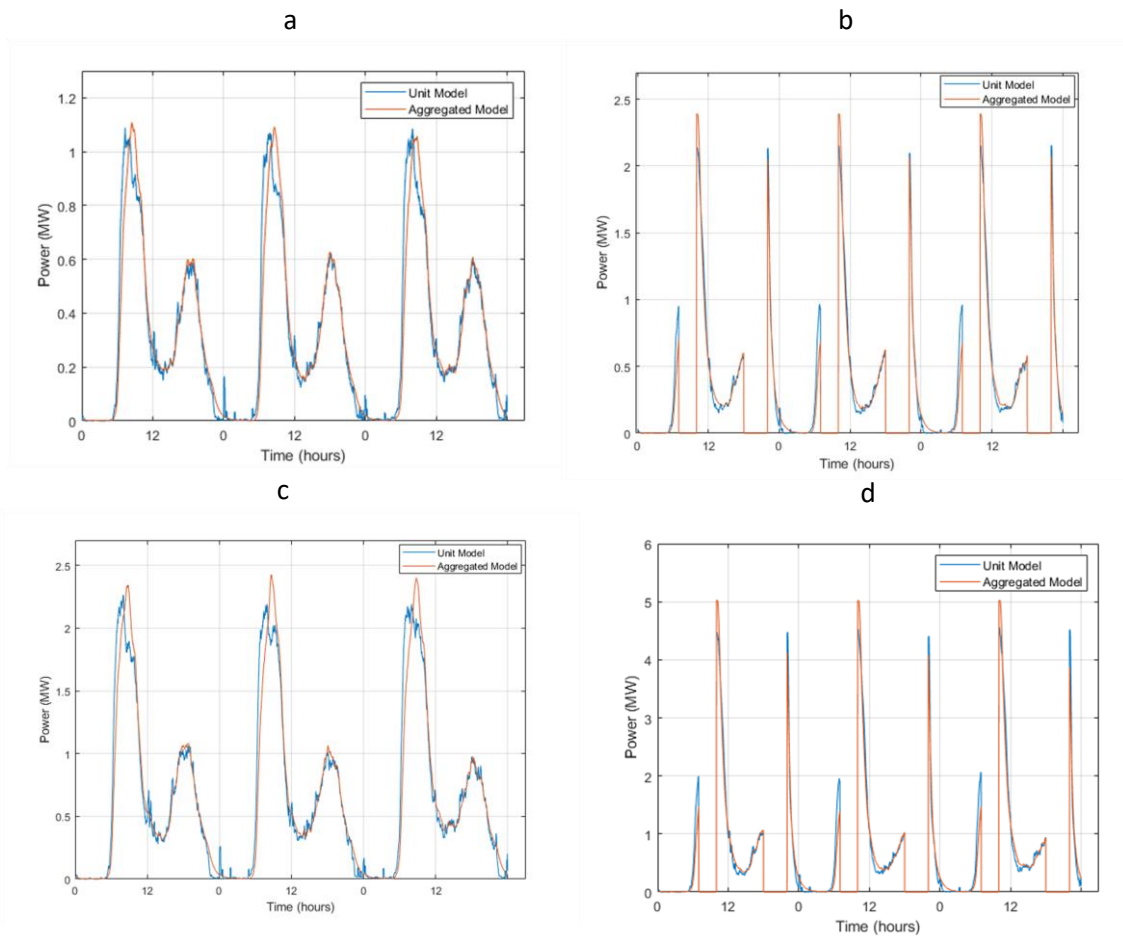 a
Unit Model
Aggregated Model
Power (MW)
1.2
1
0.8
0.6
0.4
0.2
0
0 12 0 12 0 12
Time (hours)
b
Unit Model
Aggregated Model
Power (MW)
2.5
2
1.5
1
0.5
0
0 12 0 12 0 12
Time (hours)
c
Unit Model
Aggregated Model
Power (MW)
2.5
2
1.5
1
0.5
0
12 0 12 0 12
Time (hours)
d
Unit Model
Aggregated Model
Power (MW)
6
5
4
3
2
1
0
0 12 0 12 0 12
Time (hours)